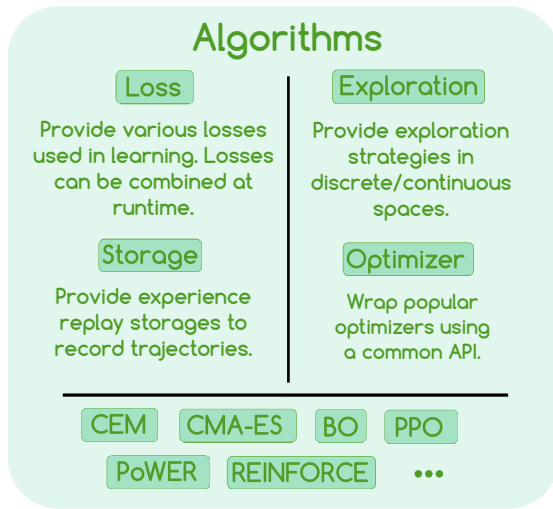 Algorithms
Loss
Provide various losses
used in learning. Losses
can be combined at
runtime.
Storage
Provide experience
replay storages to
record trajectories.
Exploration
Provide exploration
strategies in
discrete/continuous
spaces.
Optimizer
Wrap popular
optimizers using
a common API.
CEM CMA-ES BO PPO
PoWER REINFORCE •••